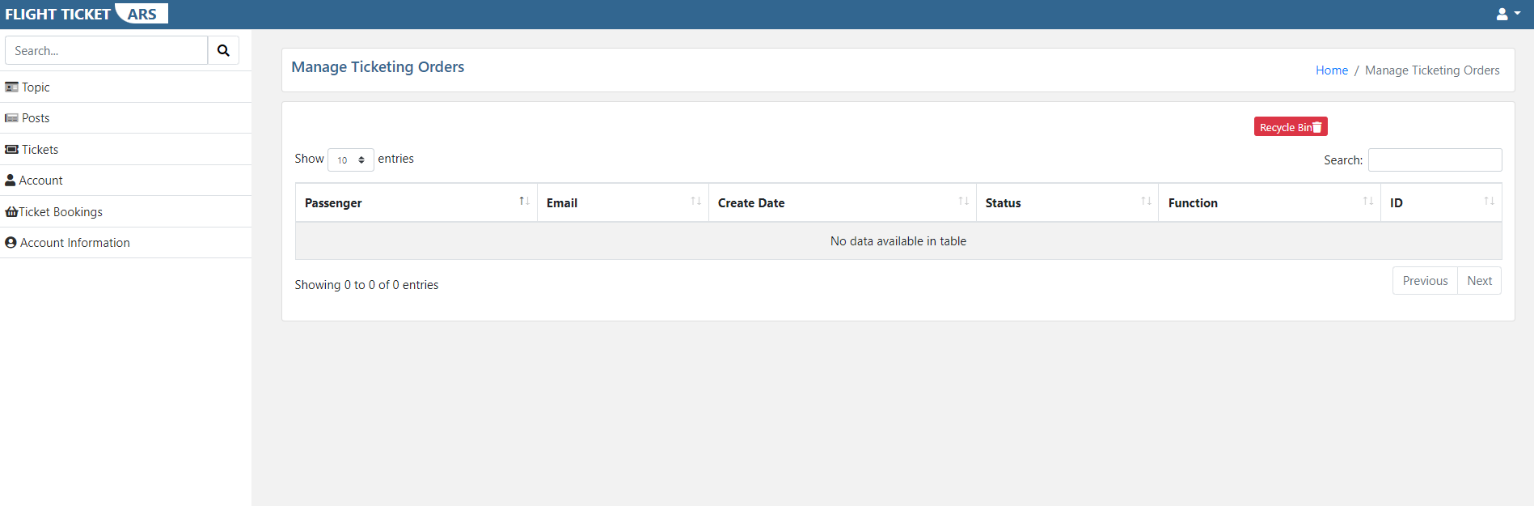 FLIGHT TICKET ARS
Search...
Topic
Posts
Tickets
Account
Ticket Bookings
Account Information
Manage Ticketing Orders
Home / Manage Ticketing Orders
Recycle Bin
Show 10 entries
Search:
Passenger Email Create Date Status Function ID
No data available in table
Showing 0 to 0 of 0 entries
Previous Next